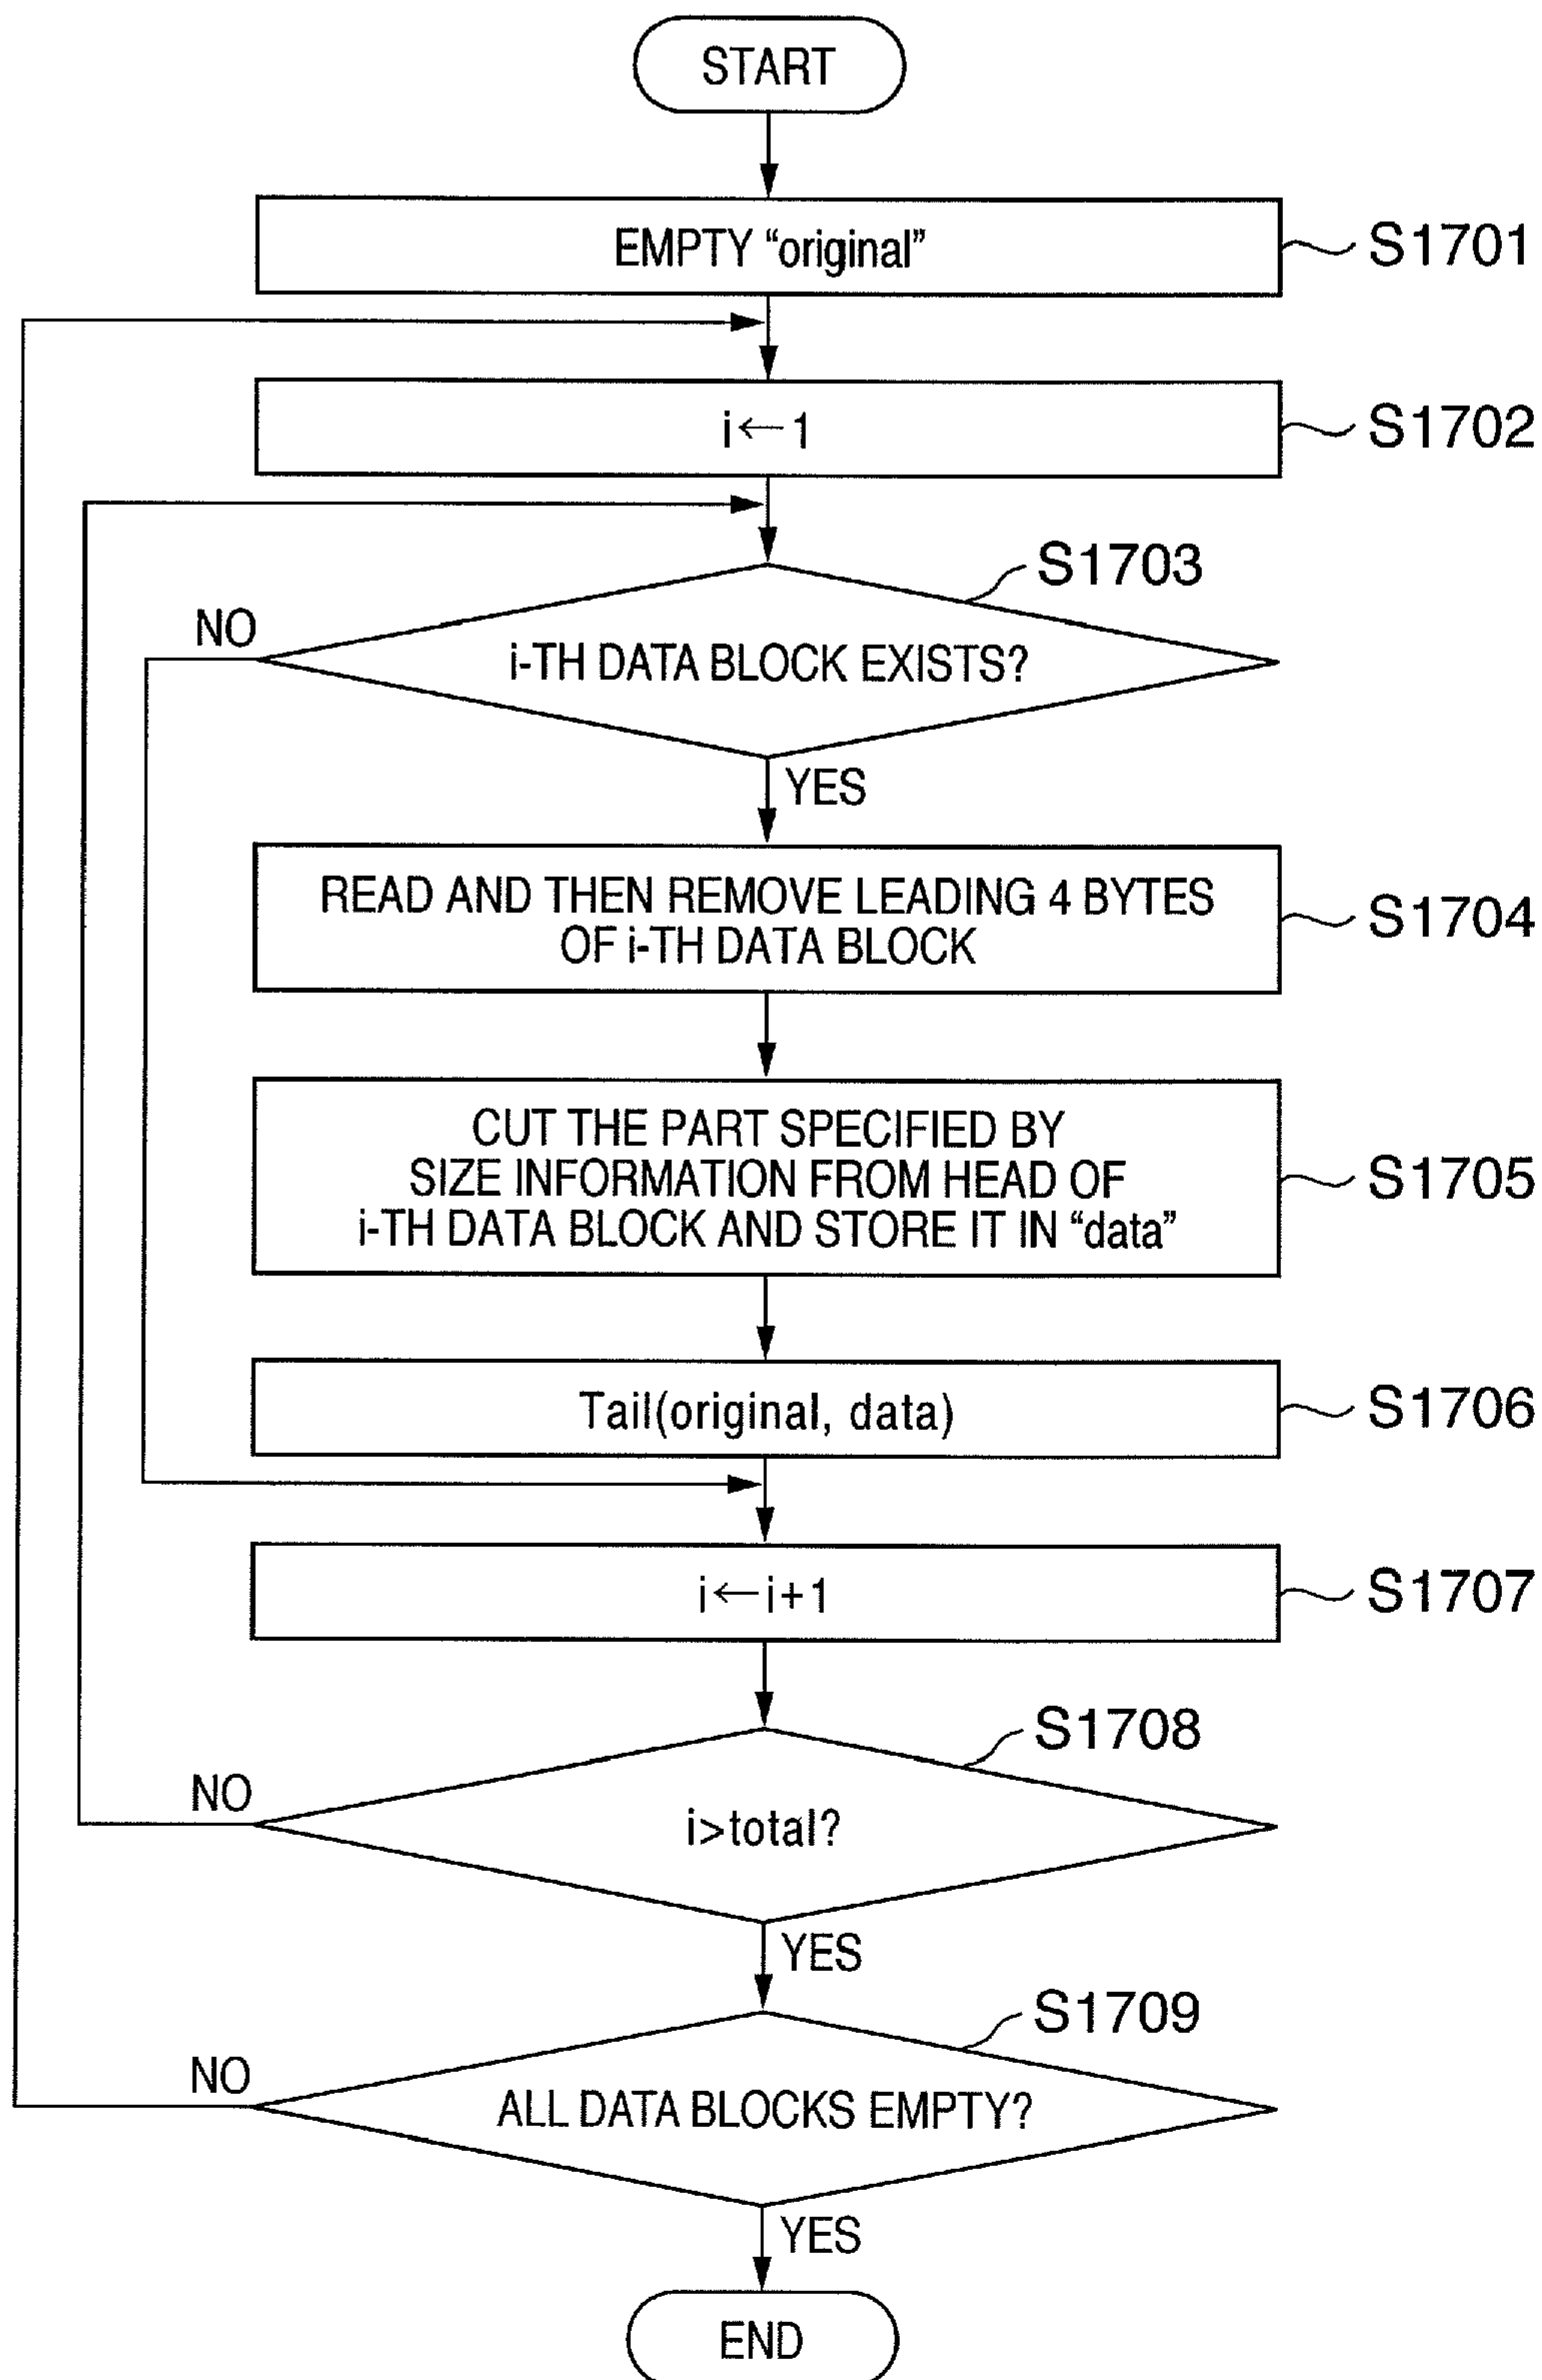 START
EMPTY “original”
S1701
i←1
S1702
S1703
NO
i-TH DATA BLOCK EXISTS?
YES
READ AND THEN REMOVE LEADING 4 BYTES
OF i-TH DATA BLOCK
S1704
CUT THE PART SPECIFIED BY
SIZE INFORMATION FROM HEAD OF
i-TH DATA BLOCK AND STORE IT IN “data”
S1705
Tail(original, data)
S1706
i←i+1
S1707
S1708
NO
i>total?
YES
S1709
NO
ALL DATA BLOCKS EMPTY?
YES
END